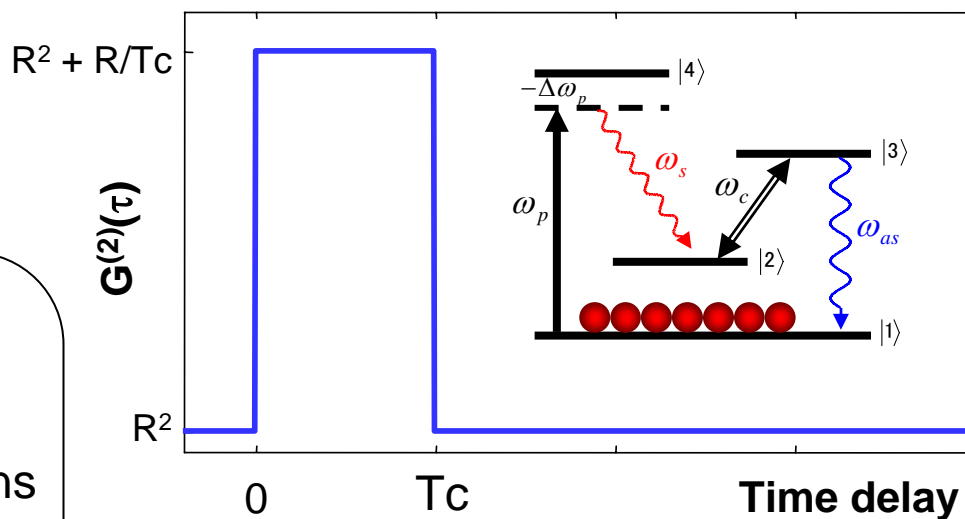 R² + R/Tc
G⁽²⁾(τ)
R²
0
Tc
Time delay
|4⟩
−Δω_p
ω_s
|3⟩
ω_p
ω_c
ω_as
|2⟩
|1⟩
ns